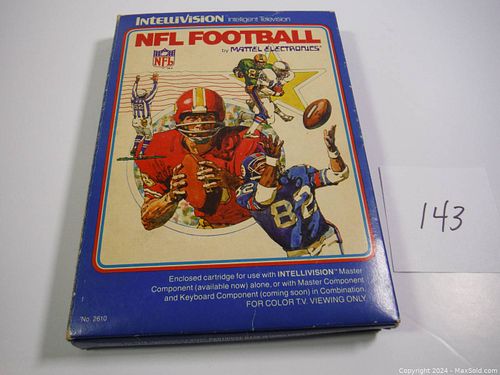 INTELLIVISION Intelligent Television
NFL FOOTBALL
by MATTEL ELECTRONICS®
NFL
82
143
Enclosed cartridge for use with INTELLIVISION™ Master
Component (available now) alone, or with Master Component
and Keyboard Component (coming soon) in Combination.
FOR COLOR T.V. VIEWING ONLY
No. 2610
Copyright © 2024 - MaxSold.com